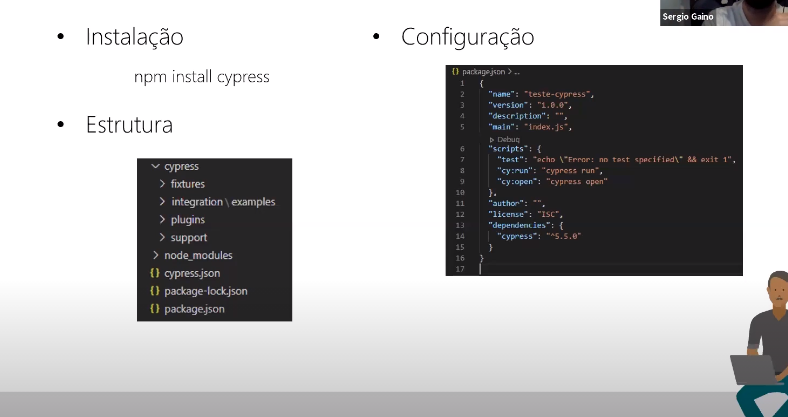 Sergio Gaino
• Instalação
npm install cypress
• Estrutura
cypress
fixtures
integration \ examples
plugins
support
node_modules
{} cypress.json
{} package-lock.json
{} package.json
• Configuração
{} package.json > ...
1 {
2 "name": "teste-cypress",
3 "version": "1.0.0",
4 "description": "",
5 "main": "index.js",
Debug
6 "scripts": {
7 "test": "echo \"Error: no test specified\" && exit 1",
8 "cy:run": "cypress run",
9 "cy:open": "cypress open"
10 },
11 "author": "",
12 "license": "ISC",
13 "dependencies": {
14 "cypress": "^5.5.0"
15 }
16 }
17